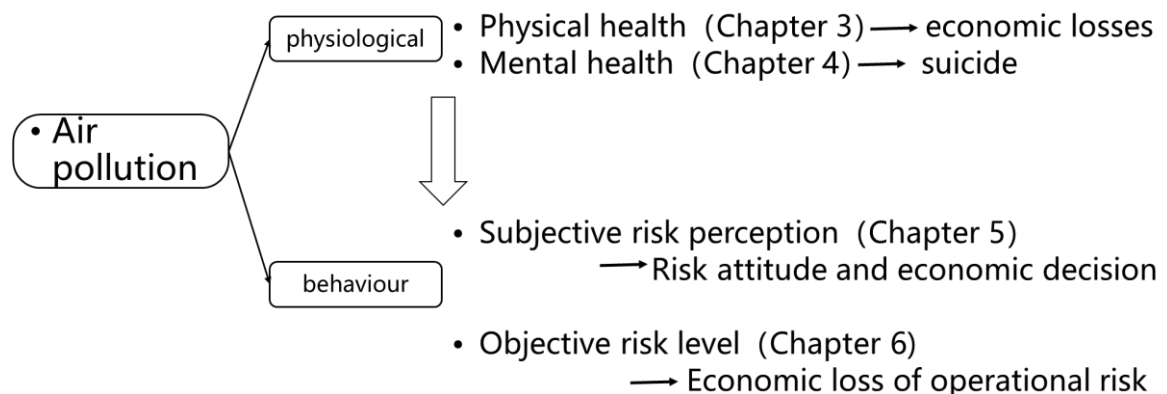 • Air
pollution
physiological
• Physical health (Chapter 3) → economic losses
• Mental health (Chapter 4) → suicide
behaviour
• Subjective risk perception (Chapter 5)
→ Risk attitude and economic decision
• Objective risk level (Chapter 6)
→ Economic loss of operational risk